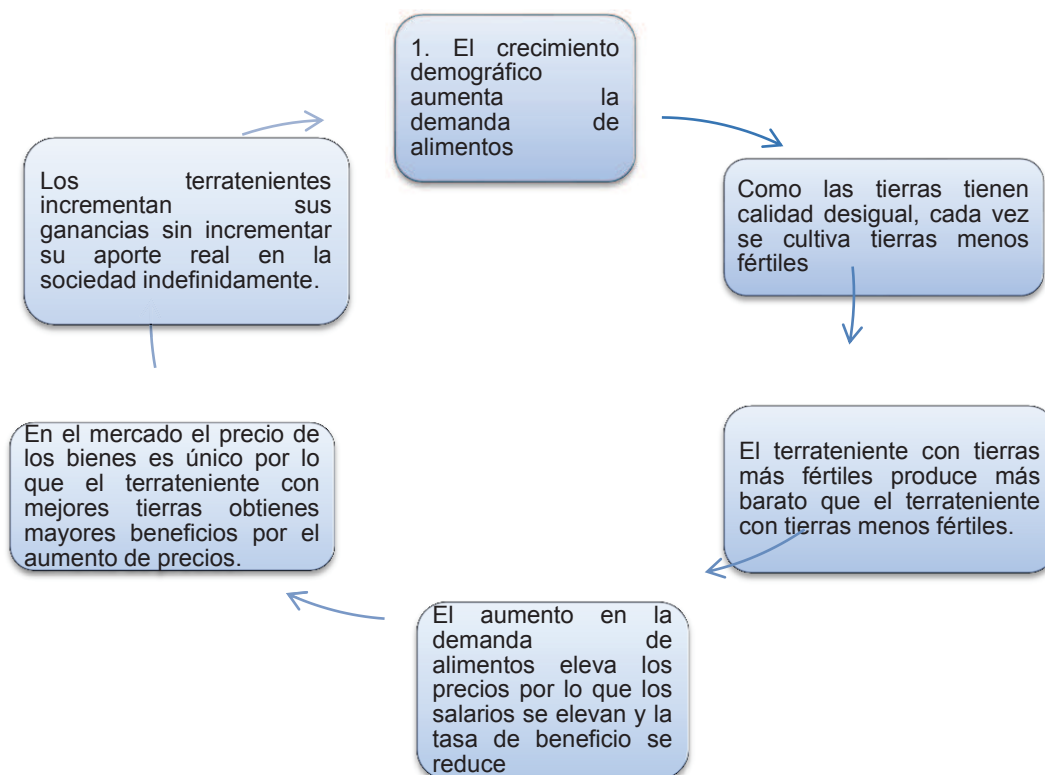 1. El crecimiento
demográfico
aumenta la
demanda de
alimentos
Como las tierras tienen
calidad desigual, cada vez
se cultiva tierras menos
fértiles
El terrateniente con tierras
más fértiles produce más
barato que el terrateniente
con tierras menos fértiles.
El aumento en la
demanda de
alimentos eleva los
precios por lo que los
salarios se elevan y la
tasa de beneficio se
reduce
En el mercado el precio de
los bienes es único por lo
que el terrateniente con
mejores tierras obtienes
mayores beneficios por el
aumento de precios.
Los terratenientes
incrementan sus
ganancias sin incrementar
su aporte real en la
sociedad indefinidamente.